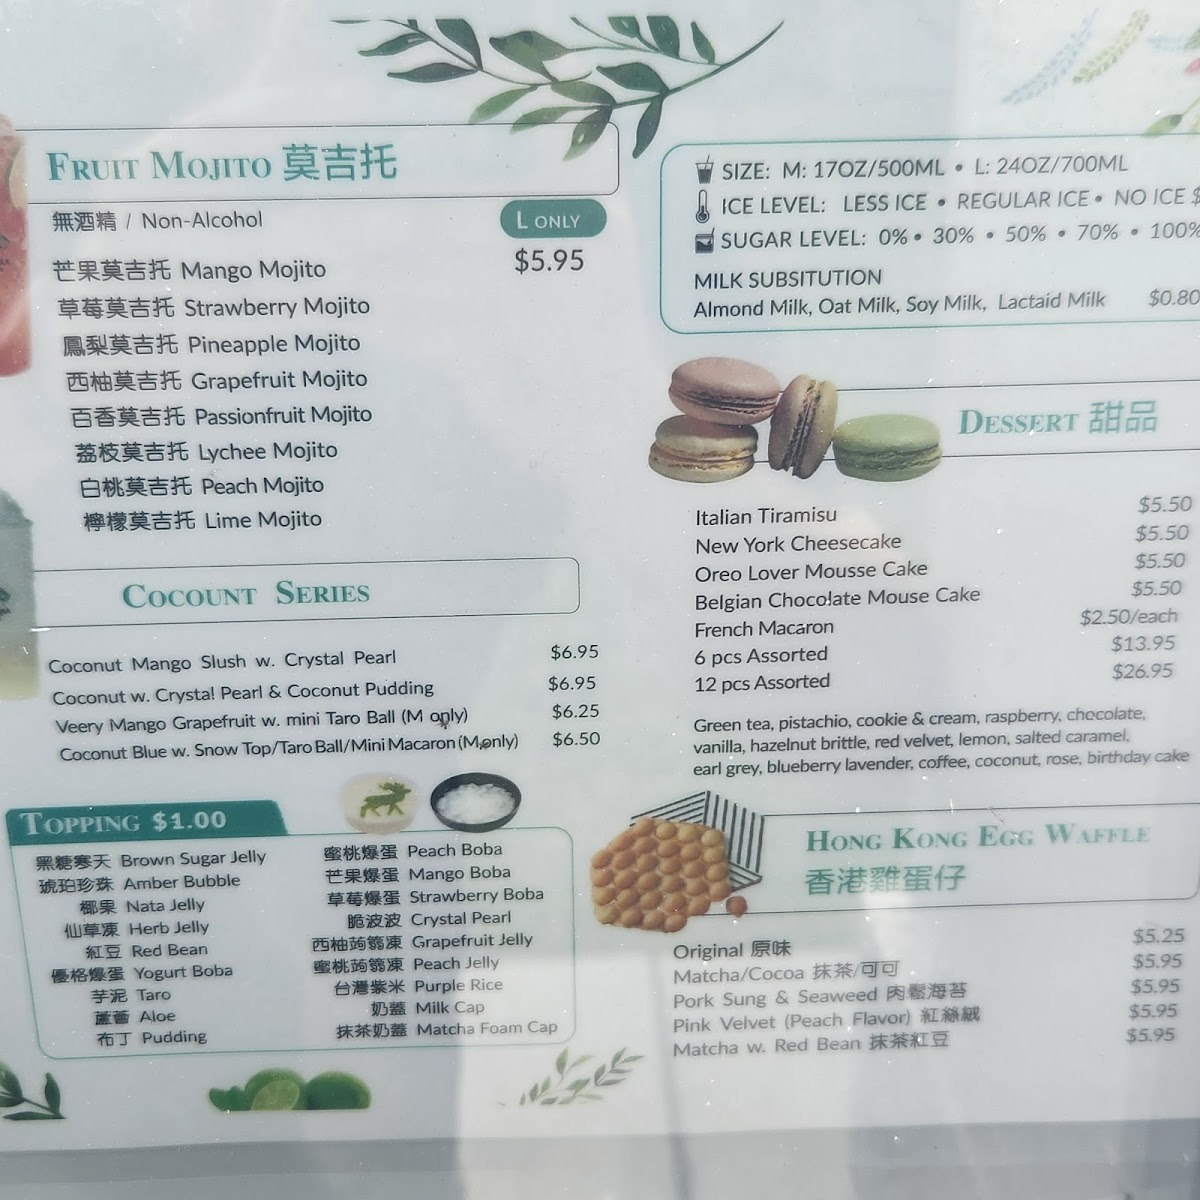 FRUIT MOJITO 莫吉托
無酒精 / Non-Alcohol
L ONLY
$5.95
芒果莫吉托 Mango Mojito
草莓莫吉托 Strawberry Mojito
鳳梨莫吉托 Pineapple Mojito
西柚莫吉托 Grapefruit Mojito
百香莫吉托 Passionfruit Mojito
荔枝莫吉托 Lychee Mojito
白桃莫吉托 Peach Mojito
檸檬莫吉托 Lime Mojito
COCOUNT SERIES
Coconut Mango Slush w. Crystal Pearl $6.95
Coconut w. Crystal Pearl & Coconut Pudding $6.95
Veery Mango Grapefruit w. mini Taro Ball (M only) $6.25
Coconut Blue w. Snow Top/Taro Ball/Mini Macaron (M only) $6.50
TOPPING $1.00
黑糖寒天 Brown Sugar Jelly
琥珀珍珠 Amber Bubble
椰果 Nata Jelly
仙草凍 Herb Jelly
紅豆 Red Bean
優格爆蛋 Yogurt Boba
芋泥 Taro
蘆薈 Aloe
布丁 Pudding
蜜桃爆蛋 Peach Boba
芒果爆蛋 Mango Boba
草莓爆蛋 Strawberry Boba
脆波波 Crystal Pearl
西柚蒟蒻凍 Grapefruit Jelly
蜜桃蒟蒻凍 Peach Jelly
台灣紫米 Purple Rice
奶蓋 Milk Cap
抹茶奶蓋 Matcha Foam Cap
SIZE: M: 17OZ/500ML • L: 24OZ/700ML
ICE LEVEL: LESS ICE • REGULAR ICE • NO ICE $
SUGAR LEVEL: 0% • 30% • 50% • 70% • 100%
MILK SUBSITUTION
Almond Milk, Oat Milk, Soy Milk, Lactaid Milk $0.80
DESSERT 甜品
Italian Tiramisu $5.50
New York Cheesecake $5.50
Oreo Lover Mousse Cake $5.50
Belgian Chocolate Mouse Cake $5.50
French Macaron $2.50/each
6 pcs Assorted $13.95
12 pcs Assorted $26.95
Green tea, pistachio, cookie & cream, raspberry, chocolate,
vanilla, hazelnut brittle, red velvet, lemon, salted caramel,
earl grey, blueberry lavender, coffee, coconut, rose, birthday cake
HONG KONG EGG WAFFLE
香港雞蛋仔
Original 原味 $5.25
Matcha/Cocoa 抹茶/可可 $5.95
Pork Sung & Seaweed 肉鬆海苔 $5.95
Pink Velvet (Peach Flavor) 紅絲絨 $5.95
Matcha w. Red Bean 抹茶紅豆 $5.95